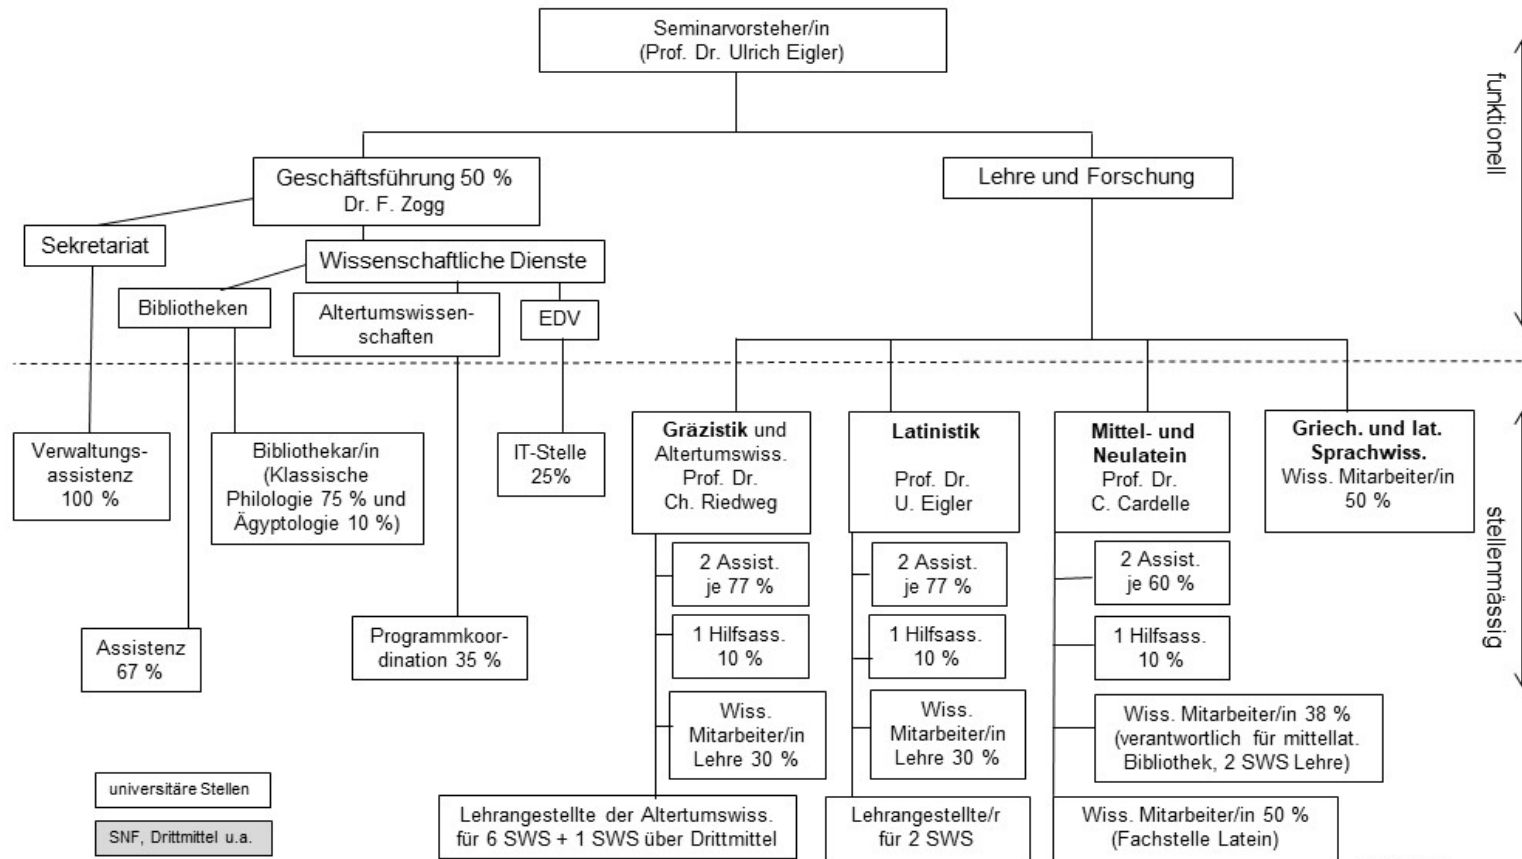 Seminarvorsteher/in
(Prof. Dr. Ulrich Eigler)
funktionell
Geschäftsführung 50 %
Dr. F. Zogg
Lehre und Forschung
Sekretariat
Wissenschaftliche Dienste
Bibliotheken
Altertumswissen-
schaften
EDV
Verwaltungs-
assistenz
100 %
Bibliothekar/in
(Klassische
Philologie 75 % und
Ägyptologie 10 %)
IT-Stelle
25%
Gräzistik und
Altertumswiss.
Prof. Dr.
Ch. Riedweg
Latinistik
Prof. Dr.
U. Eigler
Mittel- und
Neulatein
Prof. Dr.
C. Cardelle
Griech. und lat.
Sprachwiss.
Wiss. Mitarbeiter/in
50 %
stellenmässig
2 Assist.
je 77 %
2 Assist.
je 77 %
2 Assist.
je 60 %
Assistenz
67 %
Programmkoor-
dination 35 %
1 Hilfsass.
10 %
1 Hilfsass.
10 %
1 Hilfsass.
10 %
Wiss.
Mitarbeiter/in
Lehre 30 %
Wiss.
Mitarbeiter/in
Lehre 30 %
Wiss. Mitarbeiter/in 38 %
(verantwortlich für mittellat.
Bibliothek, 2 SWS Lehre)
universitäre Stellen
SNF, Drittmittel u.a.
Lehrangestellte der Altertumswiss.
für 6 SWS + 1 SWS über Drittmittel
Lehrangestellte/r
für 2 SWS
Wiss. Mitarbeiter/in 50 %
(Fachstelle Latein)